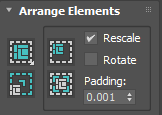 Arrange Elements
Rescale
Rotate
Padding:
0.001